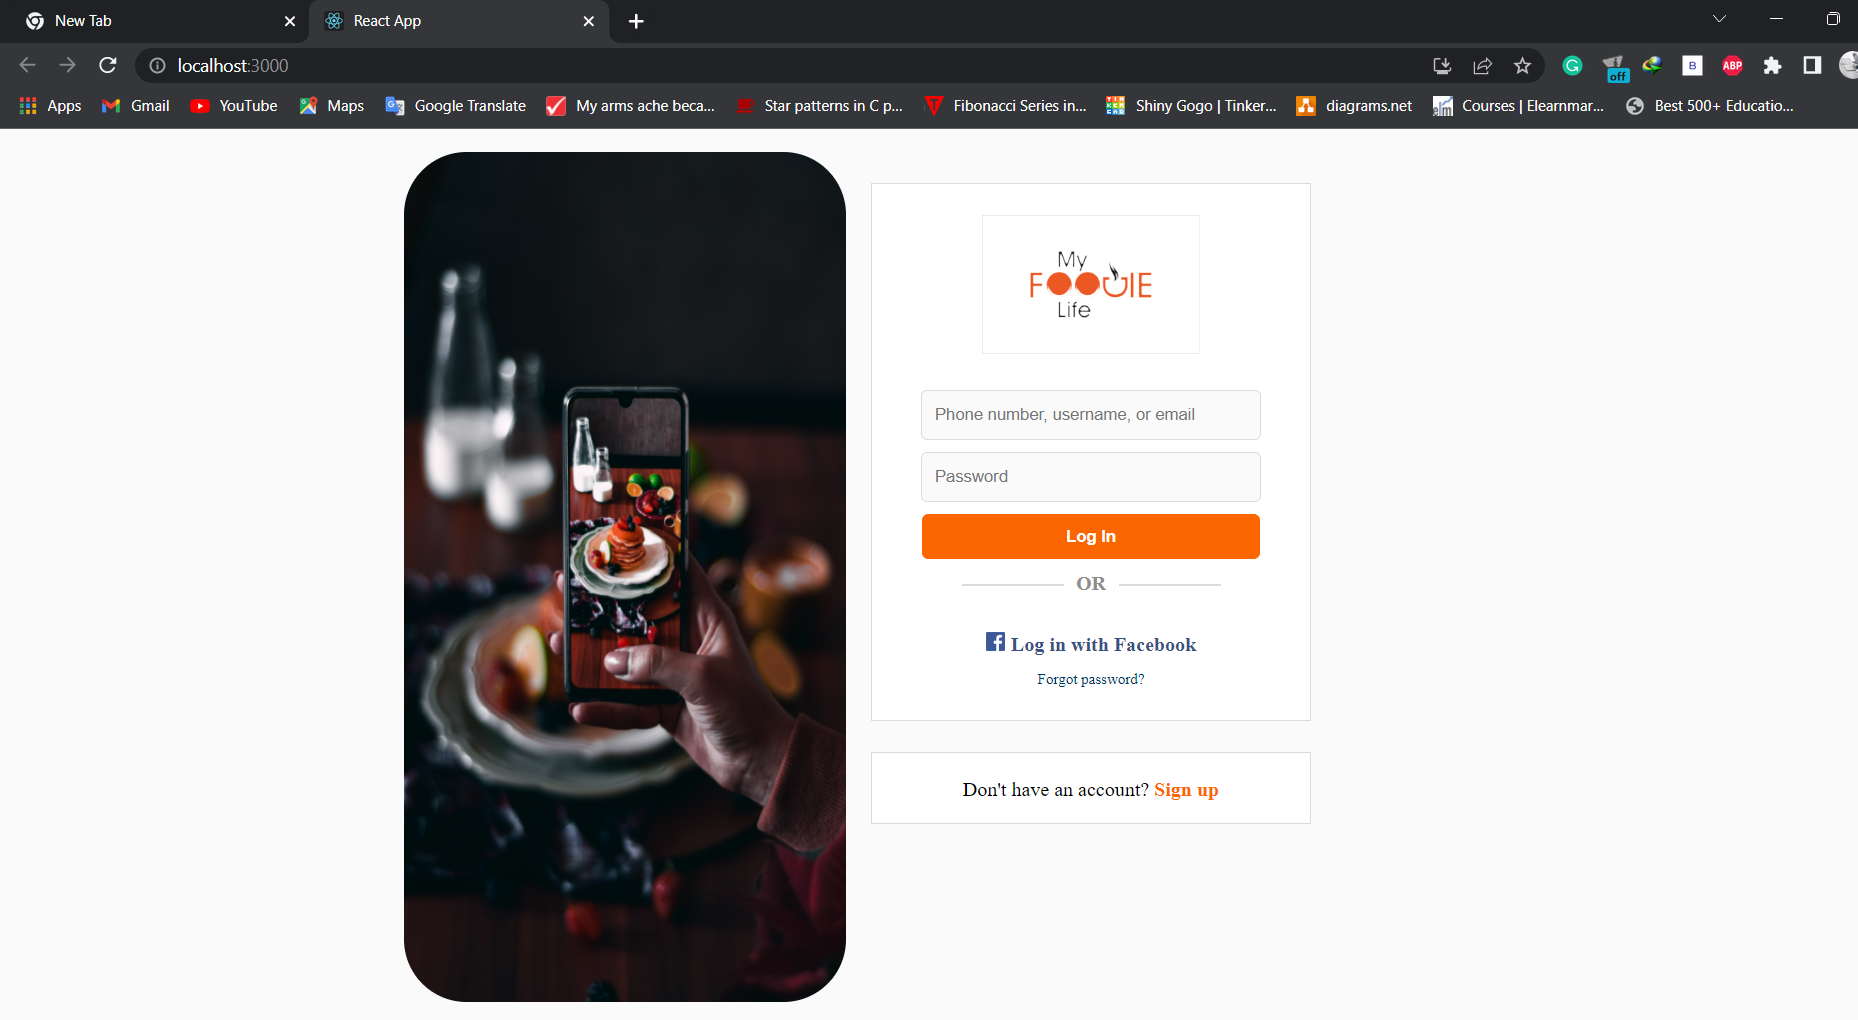 New Tab
React App
localhost:3000
off
B
ABP
Apps
Gmail
YouTube
Maps
Google Translate
My arms ache beca...
Star patterns in C p...
Fibonacci Series in...
Shiny Gogo | Tinker...
diagrams.net
Courses | Elearnmar...
Best 500+ Educatio...
My
FOODIE
Life
Phone number, username, or email
Password
Log In
OR
Log in with Facebook
Forgot password?
Don't have an account? Sign up